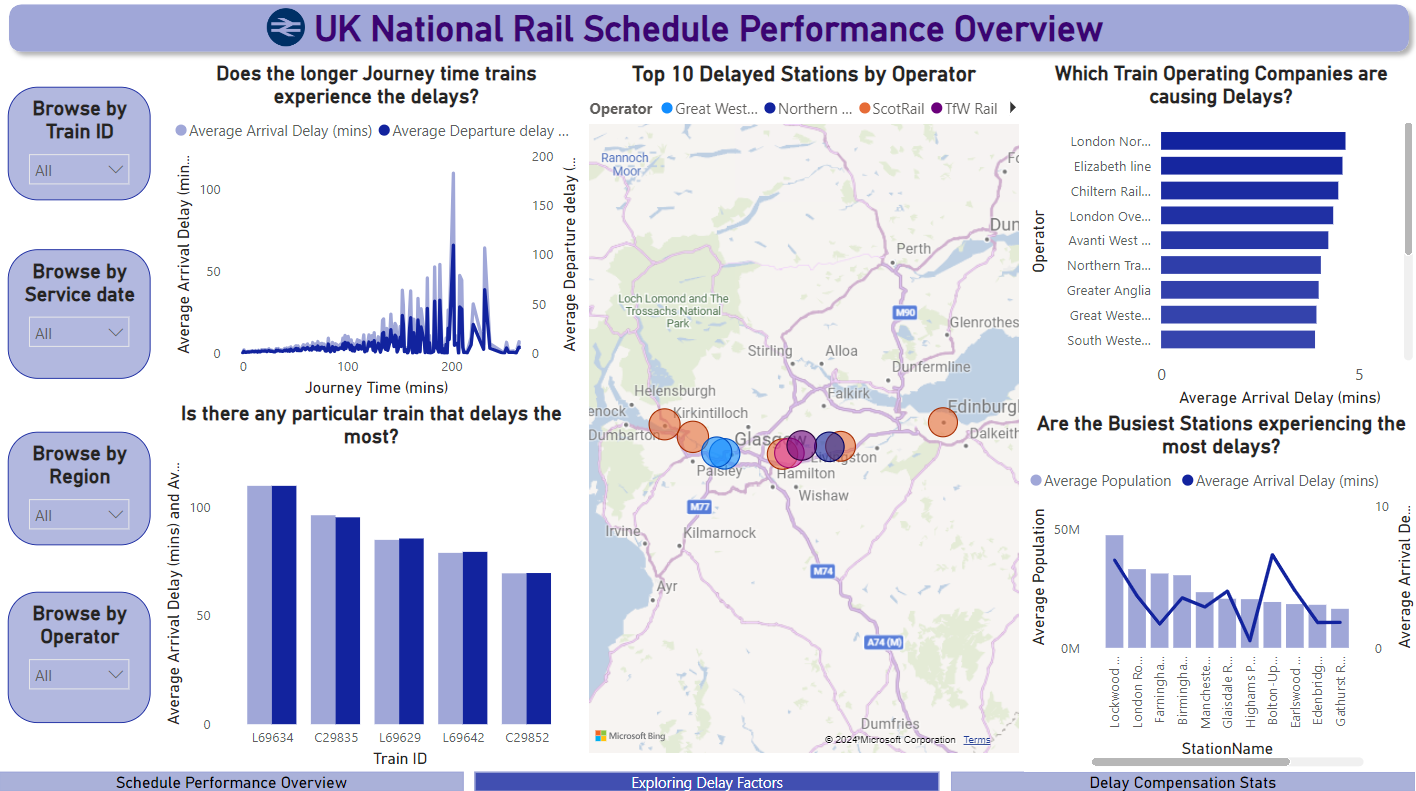 UK National Rail Schedule Performance Overview
Browse by
Train ID
All
Browse by
Service date
All
Browse by
Region
All
Browse by
Operator
All
Does the longer Journey time trains
experience the delays?
Average Arrival Delay (mins)
Average Departure delay ...
Average Arrival Delay (min...
Average Departure delay (...
100
50
0
200
150
100
50
0
0
100
200
Journey Time (mins)
Is there any particular train that delays the
most?
Average Arrival Delay (mins) and Av...
100
50
0
L69634
C29835
L69629
L69642
C29852
Train ID
Top 10 Delayed Stations by Operator
Operator
Great West...
Northern ...
ScotRail
TfW Rail
Rannoch
Moor
Fo
Dun
Perth
Loch Lomond and The
Trossachs National
Park
M90
Glenrothes
Stirling
Alloa
Dunfermline
Helensburgh
Falkirk
enock
Kirkintilloch
Edinburgh
Dumbarton
Glasg
Dalkeith
Paisley
Hamilton
Wishaw
M77
Irvine
Kilmarnock
M74
Ayr
A74 (M)
Dumfries
Microsoft Bing
© 2024 Microsoft Corporation
Terms
Which Train Operating Companies are
causing Delays?
Operator
London Nor...
Elizabeth line
Chiltern Rail...
London Ove...
Avanti West ...
Northern Tra...
Greater Anglia
Great Weste...
South Weste...
0
5
Average Arrival Delay (mins)
Are the Busiest Stations experiencing the
most delays?
Average Population
Average Arrival Delay (mins)
Average Population
Average Arrival De...
50M
0M
10
0
Lockwood ...
London Ro...
Farningha...
Birmingha...
Mancheste...
Glaisdale R...
Highams P...
Bolton-Up...
Earlswood ...
Edenbridg...
Gathurst R...
StationName
Schedule Performance Overview
Exploring Delay Factors
Delay Compensation Stats